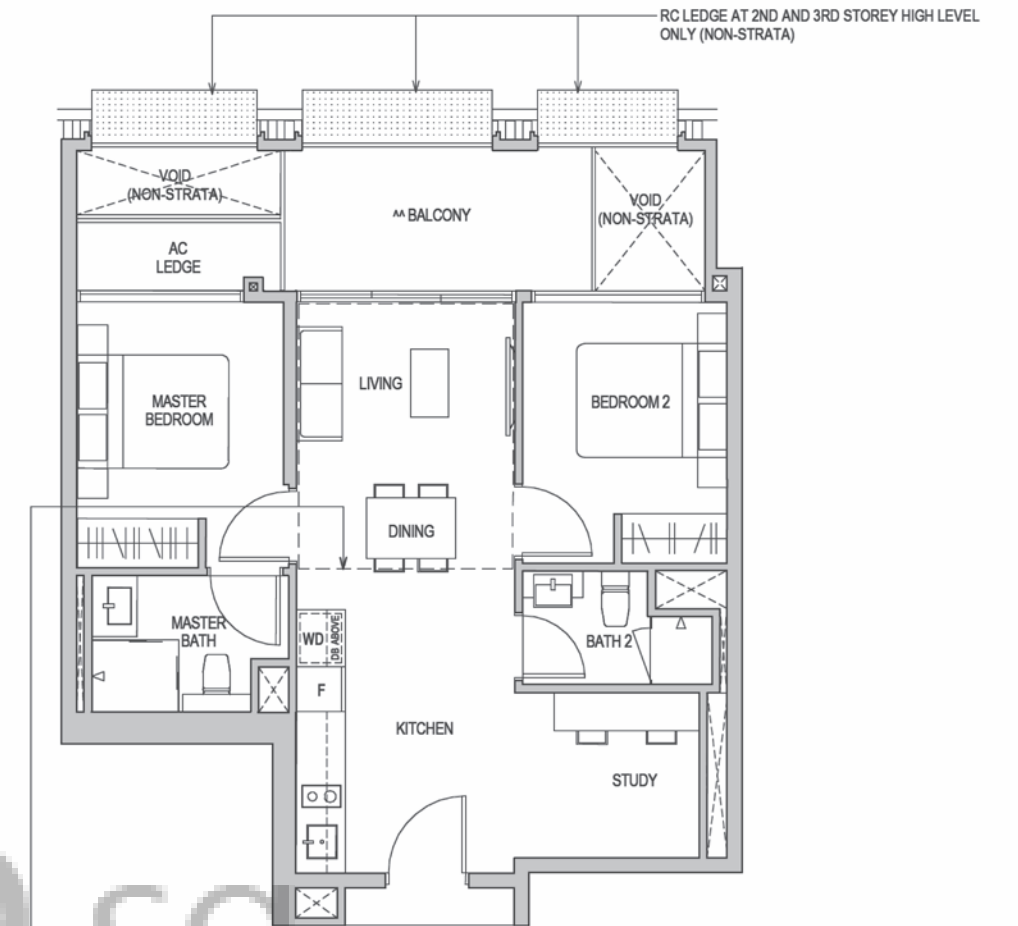 RC LEDGE AT 2ND AND 3RD STOREY HIGH LEVEL
ONLY (NON-STRATA)
VOID
(NON-STRATA)
^^ BALCONY
VOID
(NON-STRATA)
AC
LEDGE
MASTER
BEDROOM
LIVING
BEDROOM 2
DINING
MASTER
BATH
WD
DB ABOVE
BATH 2
F
KITCHEN
STUDY